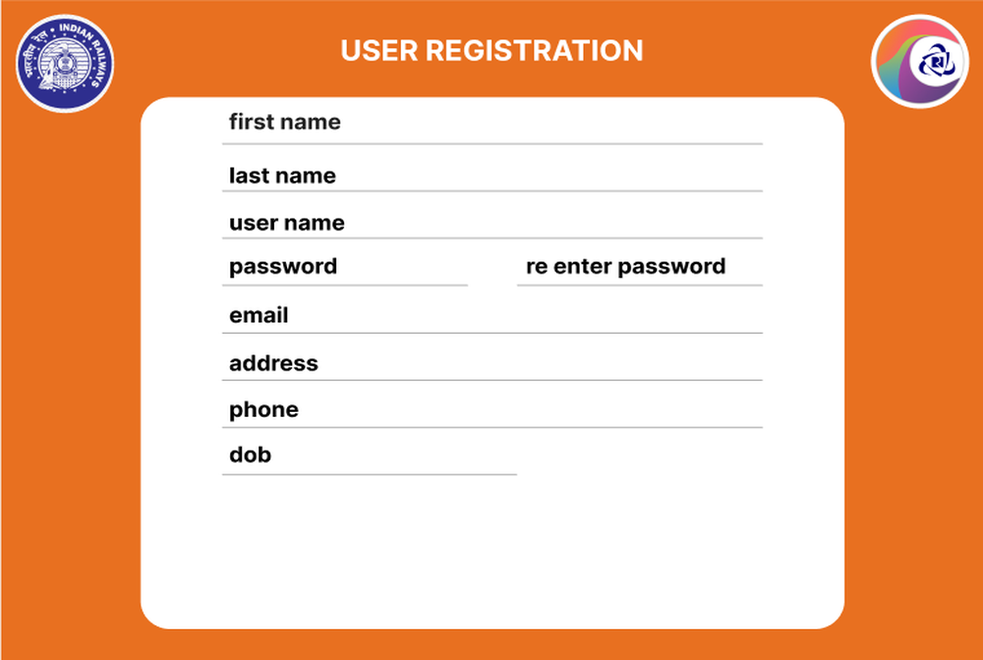 भारतीय रेल INDIAN RAILWAYS
USER REGISTRATION
first name
last name
user name
password re enter password
email
address
phone
dob